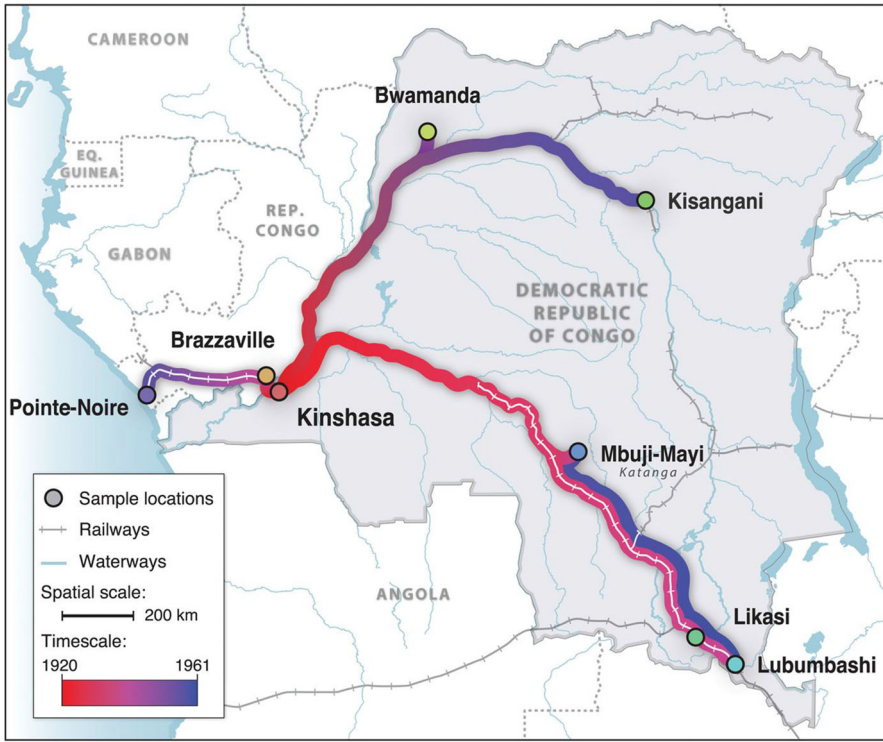 CAMEROON
Bwamanda
EQ.
GUINEA
Kisangani
REP.
CONGO
GABON
DEMOCRATIC
REPUBLIC
OF CONGO
Brazzaville
Pointe-Noire
Kinshasa
Mbuji-Mayi
Katanga
Sample locations
Railways
Waterways
Spatial scale:
200 km
Timescale:
1920 1961
ANGOLA
Likasi
Lubumbashi